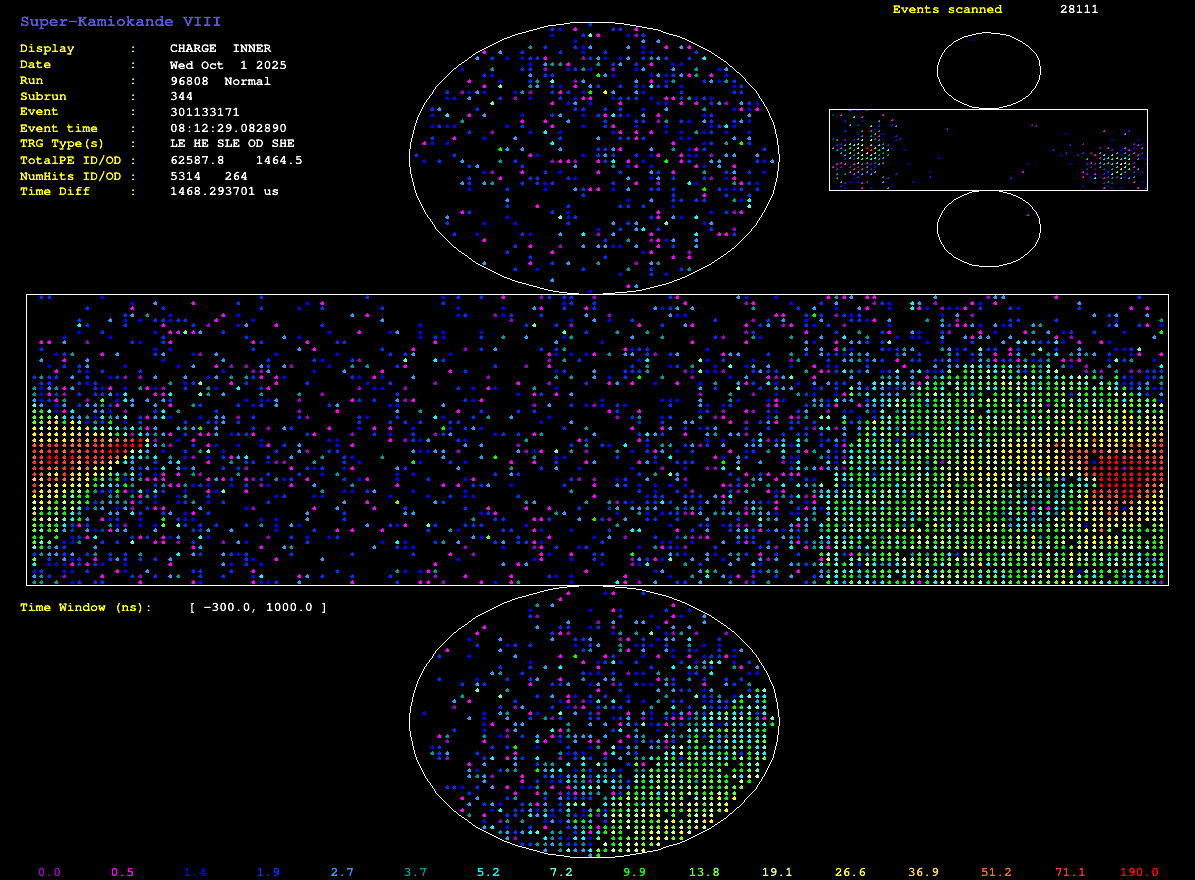 Super-Kamiokande VIII
Events scanned 28111
Display : CHARGE INNER
Date : Wed Oct 1 2025
Run : 96808 Normal
Subrun : 344
Event : 301133171
Event time : 08:12:29.082890
TRG Type(s) : LE HE SLE OD SHE
TotalPE ID/OD : 62587.8 1464.5
NumHits ID/OD : 5314 264
Time Diff : 1468.293701 us
Time Window (ns): [ -300.0, 1000.0 ]
0.0 0.5 1.4 1.9 2.7 3.7 5.2 7.2 9.9 13.8 19.1 26.6 36.9 51.2 71.1 190.0